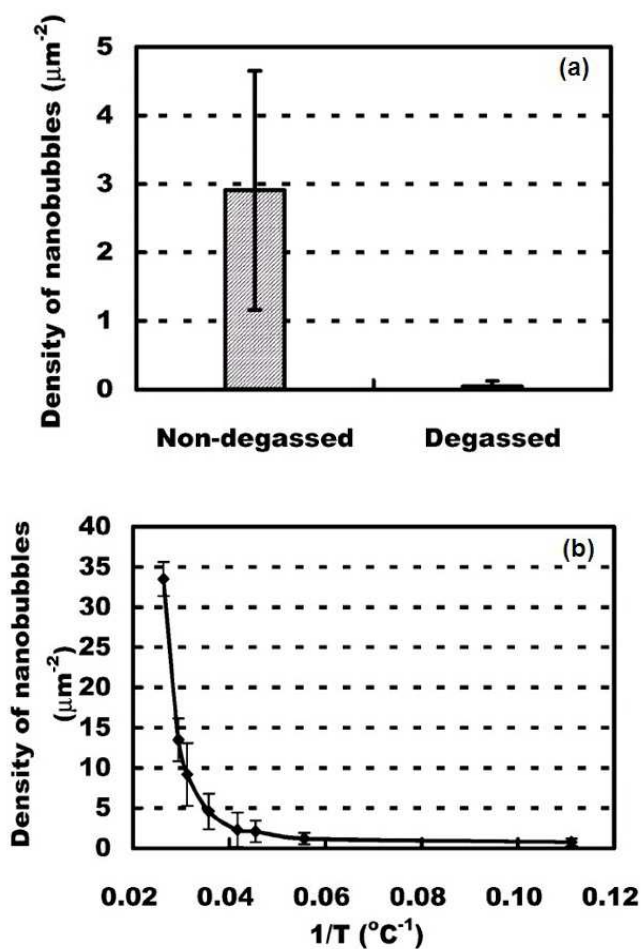 (a)
Density of nanobubbles (μm⁻²)
5
4
3
2
1
0
Non-degassed Degassed
(b)
Density of nanobubbles
(μm⁻²)
40
35
30
25
20
15
10
5
0
0.02 0.04 0.06 0.08 0.10 0.12
1/T (°C⁻¹)